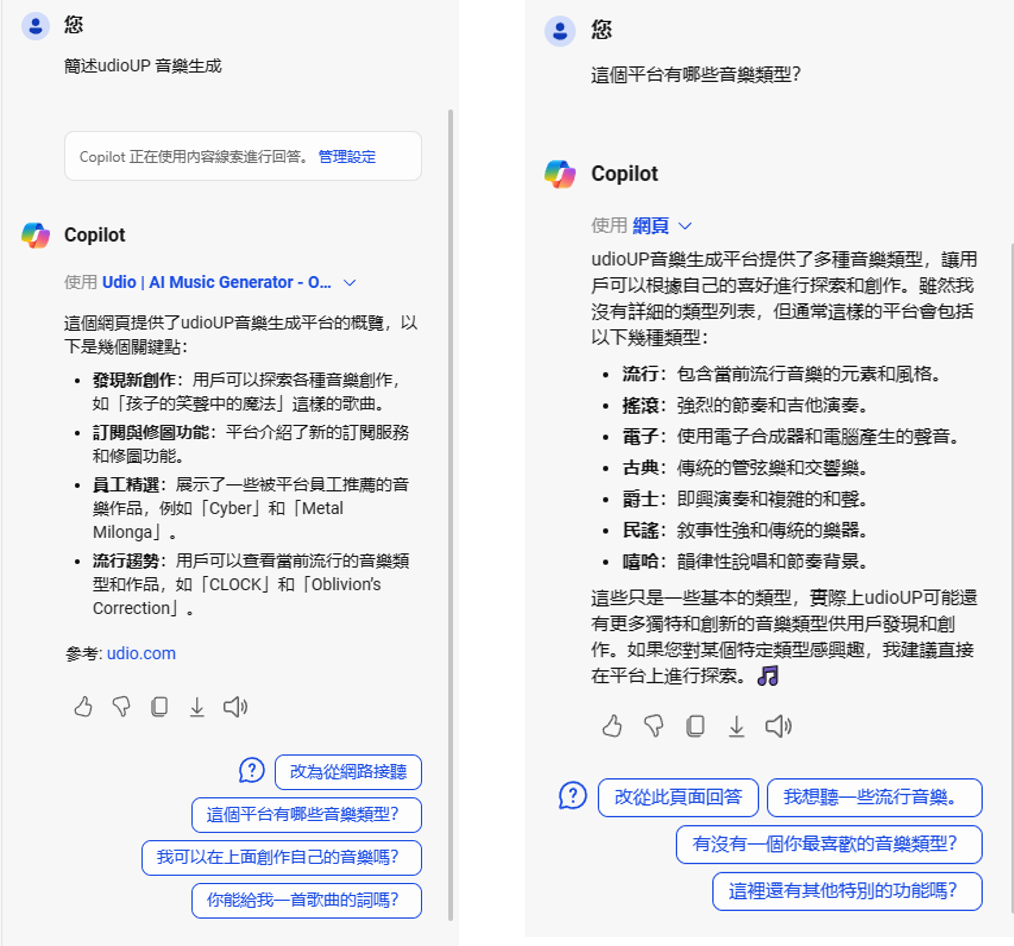 您
簡述udioUP 音樂生成
Copilot 正在使用內容線索進行回答。 管理設定
Copilot
使用 Udio | AI Music Generator - O...
這個網頁提供了udioUP音樂生成平台的概覽，以
下是幾個關鍵點：
• 發現新創作：用戶可以探索各種音樂創作，
如「孩子的笑聲中的魔法」這樣的歌曲。
• 訂閱與修圖功能：平台介紹了新的訂閱服務
和修圖功能。
• 員工精選：展示了一些被平台員工推薦的音
樂作品，例如「Cyber」和「Metal
Milonga」。
• 流行趨勢：用戶可以查看當前流行的音樂類
型和作品，如「CLOCK」和「Oblivion’s
Correction」。
參考: udio.com
改為從網路接聽
這個平台有哪些音樂類型？
我可以在上面創作自己的音樂嗎？
你能給我一首歌曲的詞嗎？
您
這個平台有哪些音樂類型？
Copilot
使用 網頁
udioUP音樂生成平台提供了多種音樂類型，讓用
戶可以根據自己的喜好進行探索和創作。雖然我
沒有詳細的類型列表，但通常這樣的平台會包括
以下幾種類型：
• 流行：包含當前流行音樂的元素和風格。
• 搖滾：強烈的節奏和吉他演奏。
• 電子：使用電子合成器和電腦產生的聲音。
• 古典：傳統的管弦樂和交響樂。
• 爵士：即興演奏和複雜的和聲。
• 民謠：敘事性強和傳統的樂器。
• 嘻哈：韻律性說唱和節奏背景。
這些只是一些基本的類型，實際上udioUP可能還
有更多獨特和創新的音樂類型供用戶發現和創
作。如果您對某個特定類型感興趣，我建議直接
在平台上進行探索。🎵
改從此頁面回答
我想聽一些流行音樂。
有沒有一個你最喜歡的音樂類型？
這裡還有其他特別的功能嗎？